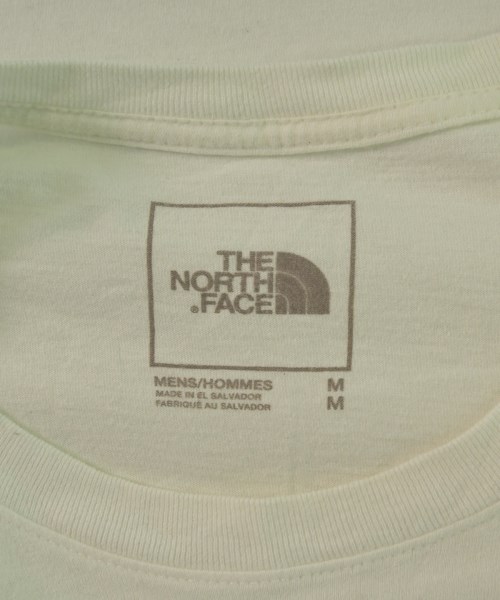 THE
NORTH
®FACE
MENS/HOMMES M
MADE IN EL SALVADOR
FABRIQUÉ AU SALVADOR M